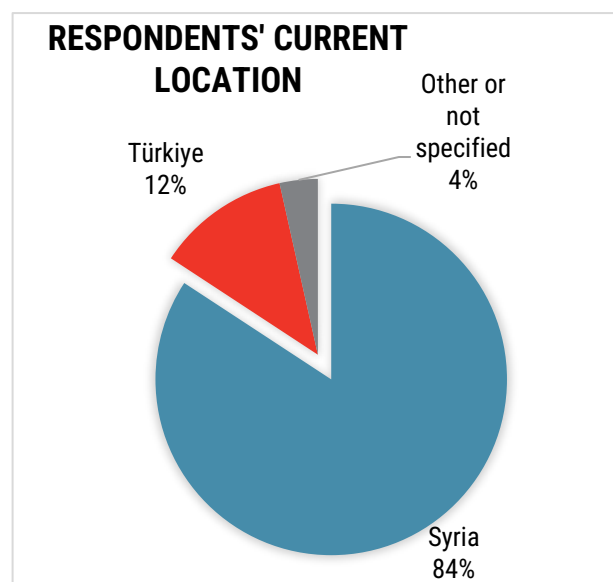 RESPONDENTS' CURRENT
LOCATION
Other or
not
specified
4%
Türkiye
12%
Syria
84%